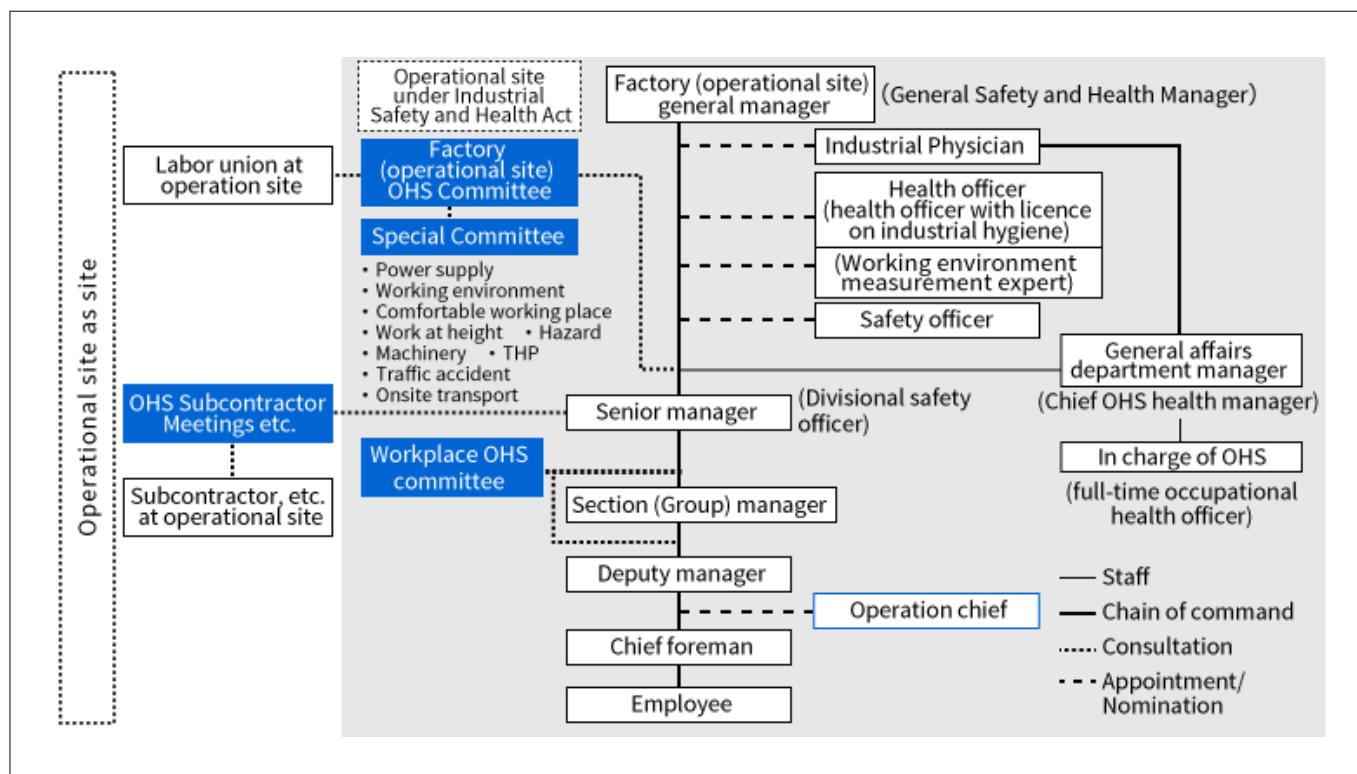 Operational site as site
Operational site
under Industrial
Safety and Health Act
Factory (operational site)
general manager
(General Safety and Health Manager)
Labor union at
operation site
Factory
(operational site)
OHS Committee
Industrial Physician
Special Committee
Health officer
(health officer with licence
on industrial hygiene)
(Working environment
measurement expert)
Safety officer
・Power supply
・Working environment
・Comfortable working place
・Work at height ・Hazard
・Machinery ・THP
・Traffic accident
・Onsite transport
General affairs
department manager
(Chief OHS health manager)
OHS Subcontractor
Meetings etc.
Senior manager
(Divisional safety
officer)
Workplace OHS
committee
In charge of OHS
(full-time occupational
health officer)
Subcontractor, etc.
at operational site
Section (Group) manager
Deputy manager
Operation chief
Chief foreman
Employee
Staff
Chain of command
Consultation
Appointment/
Nomination